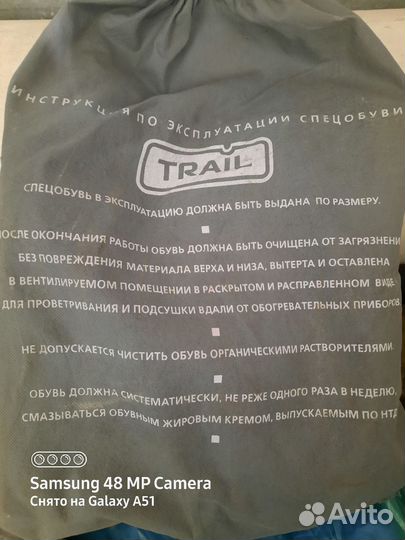 ИНСТРУКЦИЯ ПО ЭКСПЛУАТАЦИИ СПЕЦОБУВИ
TRAIL
СПЕЦОБУВЬ В ЭКСПЛУАТАЦИЮ ДОЛЖНА БЫТЬ ВЫДАНА ПО РАЗМЕРУ.
ПОСЛЕ ОКОНЧАНИЯ РАБОТЫ ОБУВЬ ДОЛЖНА БЫТЬ ОЧИЩЕНА ОТ ЗАГРЯЗНЕНИ
БЕЗ ПОВРЕЖДЕНИЯ МАТЕРИАЛА ВЕРХА И НИЗА, ВЫТЕРТА И ОСТАВЛЕНА
В ВЕНТИЛИРУЕМОМ ПОМЕЩЕНИИ В РАСКРЫТОМ И РАСПРАВЛЕННОМ ВИДЕ
ДЛЯ ПРОВЕТРИВАНИЯ И ПОДСУШКИ ВДАЛИ ОТ ОБОГРЕВАТЕЛЬНЫХ ПРИБОРОВ.
НЕ ДОПУСКАЕТСЯ ЧИСТИТЬ ОБУВЬ ОРГАНИЧЕСКИМИ РАСТВОРИТЕЛЯМИ.
ОБУВЬ ДОЛЖНА СИСТЕМАТИЧЕСКИ, НЕ РЕЖЕ ОДНОГО РАЗА В НЕДЕЛЮ,
СМАЗЫВАТЬСЯ ОБУВНЫМ ЖИРОВЫМ КРЕМОМ, ВЫПУСКАЕМЫМ ПО НТД
Samsung 48 MP Camera
Снято на Galaxy A51
Avito